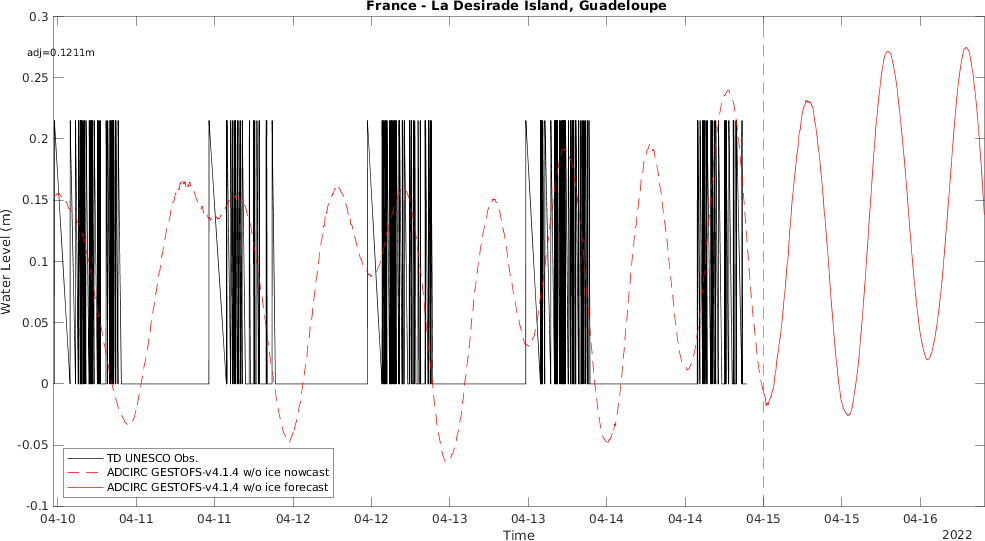 France - La Desirade Island, Guadeloupe
adj=0.1211m
0.3
0.25
0.2
0.15
0.1
0.05
0
-0.05
-0.1
Water Level (m)
TD UNESCO Obs.
ADCIRC GESTOFS-v4.1.4 w/o ice nowcast
ADCIRC GESTOFS-v4.1.4 w/o ice forecast
04-10 04-11 04-11 04-12 04-12 04-13 04-13 04-14 04-14 04-15 04-15 04-16
Time
2022